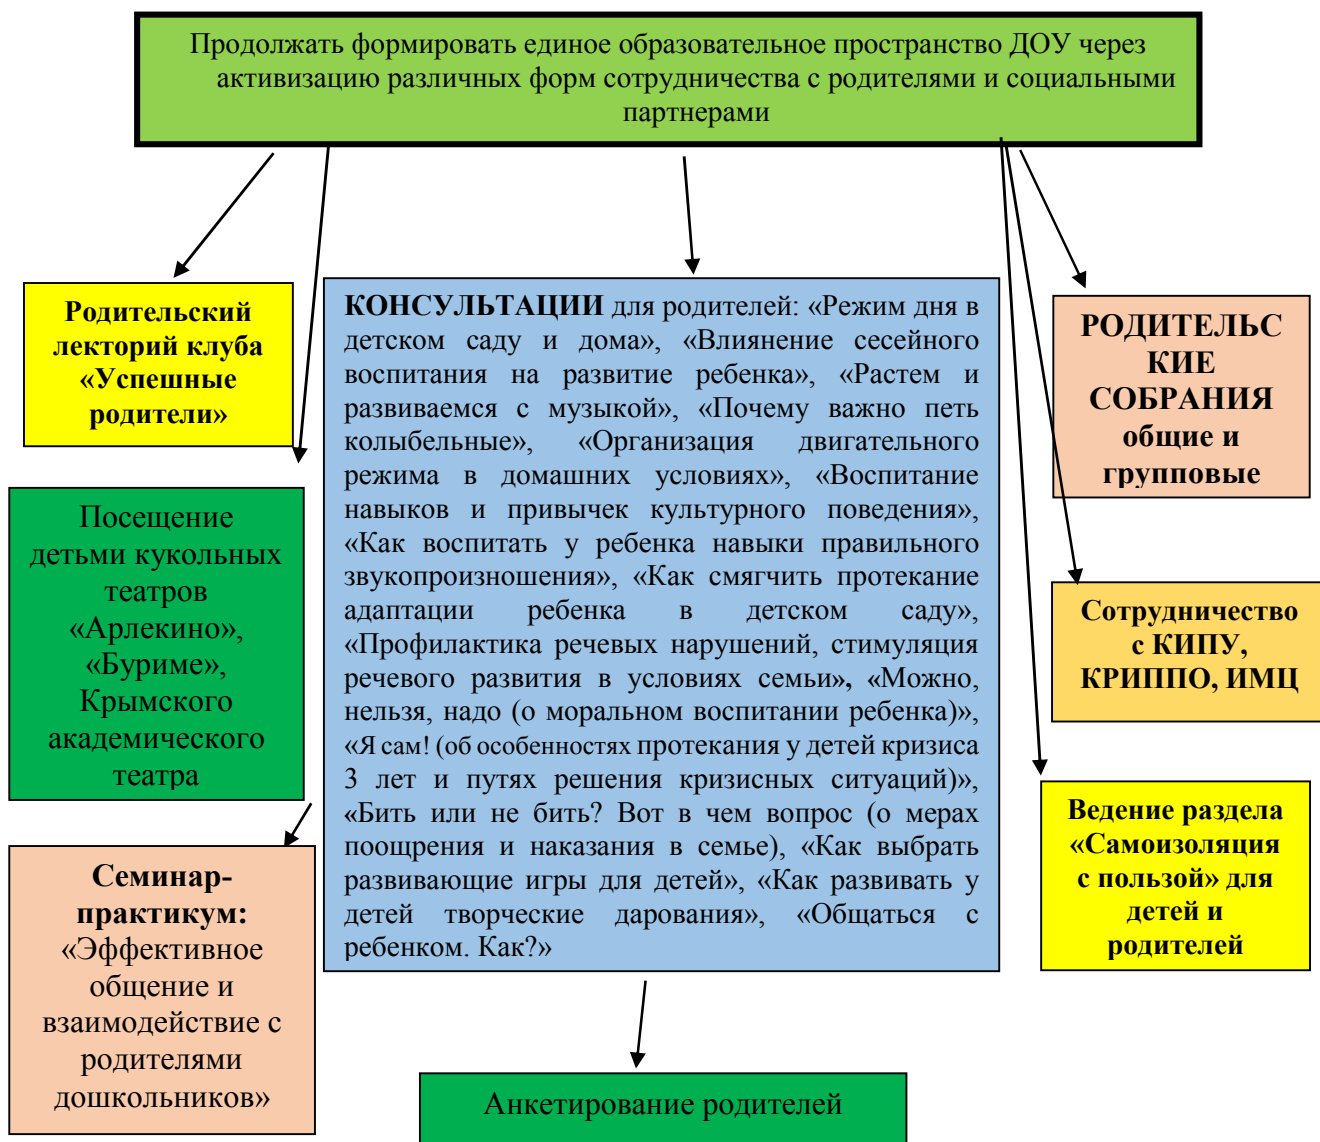 Продолжать формировать единое образовательное пространство ДОУ через
активизацию различных форм сотрудничества с родителями и социальными
партнерами
Родительский
лекторий клуба
«Успешные
родители»
Посещение
детьми кукольных
театров
«Арлекино»,
«Буриме»,
Крымского
академического
театра
Семинар-
практикум:
«Эффективное
общение и
взаимодействие с
родителями
дошкольников»
КОНСУЛЬТАЦИИ для родителей: «Режим дня в
детском саду и дома», «Влиянение сесейного
воспитания на развитие ребенка», «Растем и
развиваемся с музыкой», «Почему важно петь
колыбельные», «Организация двигательного
режима в домашних условиях», «Воспитание
навыков и привычек культурного поведения»,
«Как воспитать у ребенка навыки правильного
звукопроизношения», «Как смягчить протекание
адаптации ребенка в детском саду»,
«Профилактика речевых нарушений, стимуляция
речевого развития в условиях семьи», «Можно,
нельзя, надо (о моральном воспитании ребенка)»,
«Я сам! (об особенностях протекания у детей кризиса
3 лет и путях решения кризисных ситуаций)»,
«Бить или не бить? Вот в чем вопрос (о мерах
поощрения и наказания в семье), «Как выбрать
развивающие игры для детей», «Как развивать у
детей творческие дарования», «Общаться с
ребенком. Как?»
Анкетирование родителей
РОДИТЕЛЬС
КИЕ
СОБРАНИЯ
общие и
групповые
Сотрудничество
с КИПУ,
КРИППО, ИМЦ
Ведение раздела
«Самоизоляция
с пользой» для
детей и
родителей